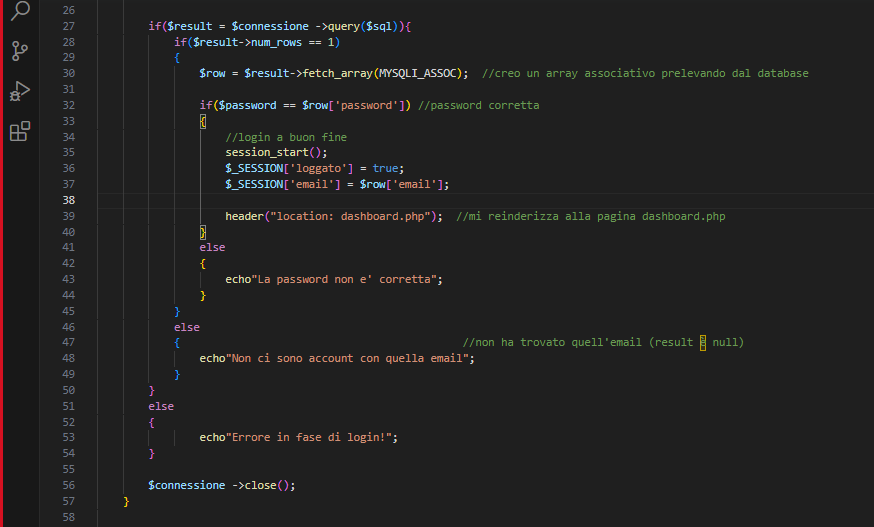 26
27 if($result = $connessione ->query($sql)){
28 if($result->num_rows == 1)
29 {
30 $row = $result->fetch_array(MYSQLI_ASSOC); //creo un array associativo prelevando dal database
31
32 if($password == $row['password']) //password corretta
33 {
34 //login a buon fine
35 session_start();
36 $_SESSION['loggato'] = true;
37 $_SESSION['email'] = $row['email'];
38
39 header("location: dashboard.php"); //mi reinderizza alla pagina dashboard.php
40 }
41 else
42 {
43 echo"La password non e' corretta";
44 }
45 }
46 else
47 { //non ha trovato quell'email (result è null)
48 echo"Non ci sono account con quella email";
49 }
50 }
51 else
52 {
53 echo"Errore in fase di login!";
54 }
55
56 $connessione ->close();
57 }
58